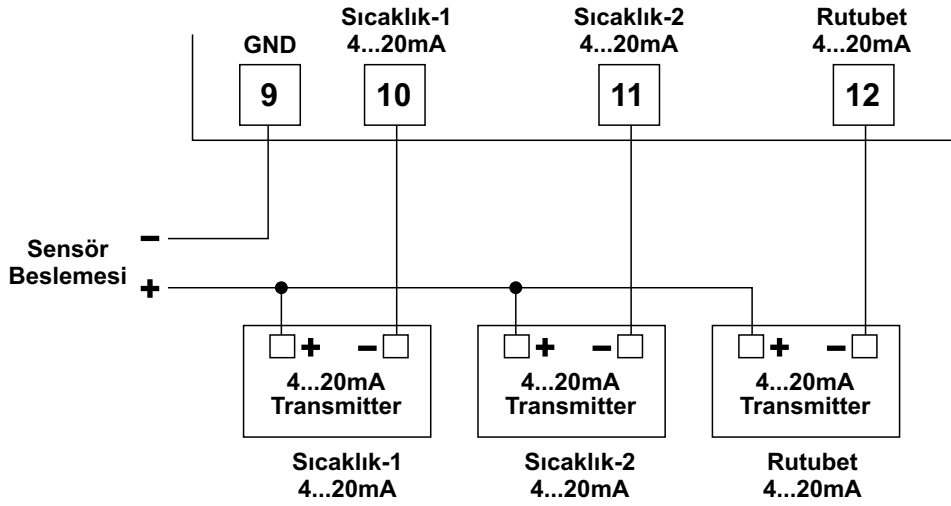 GND
Sıcaklık-1
4...20mA
Sıcaklık-2
4...20mA
Rutubet
4...20mA
9
10
11
12
Sensör
Beslemesi
-
+
+ -
4...20mA
Transmitter
+ -
4...20mA
Transmitter
+ -
4...20mA
Transmitter
Sıcaklık-1
4...20mA
Sıcaklık-2
4...20mA
Rutubet
4...20mA